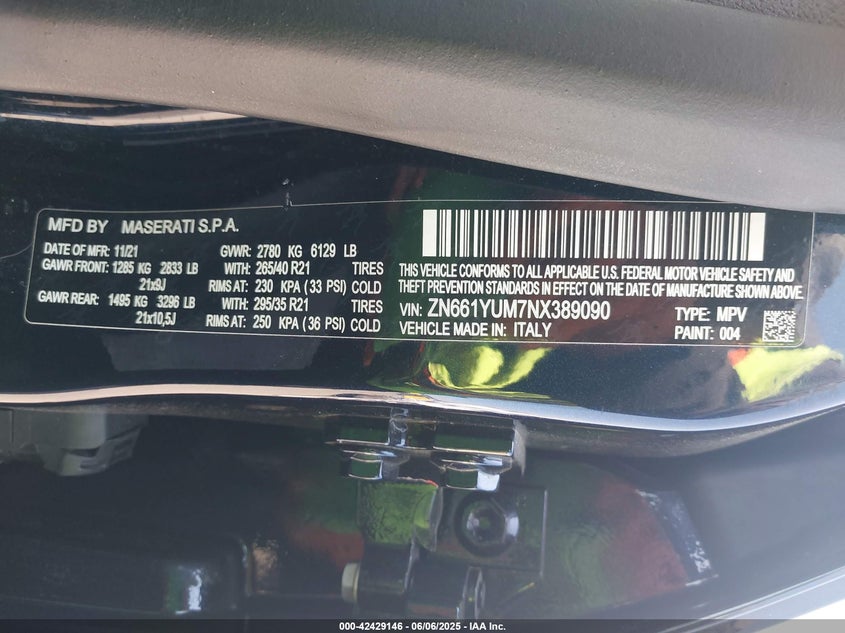 MFD BY MASERATI S.P.A.
DATE OF MFR: 11/21 GVWR: 2780 KG 6129 LB
GAWR FRONT: 1285 KG 2833 LB WITH: 265/40 R21 TIRES
21x9J RIMS AT: 230 KPA (33 PSI) COLD
GAWR REAR: 1495 KG 3296 LB WITH: 295/35 R21 TIRES
21x10,5J RIMS AT: 250 KPA (36 PSI) COLD
THIS VEHICLE CONFORMS TO ALL APPLICABLE U.S. FEDERAL MOTOR VEHICLE SAFETY AND
THEFT PREVENTION STANDARDS IN EFFECT ON THE DATE OF MANUFACTURE SHOWN ABOVE.
VIN: ZN661YUM7NX389090 TYPE: MPV
VEHICLE MADE IN: ITALY PAINT: 004
000-42429146 - 06/06/2025 - IAA Inc.